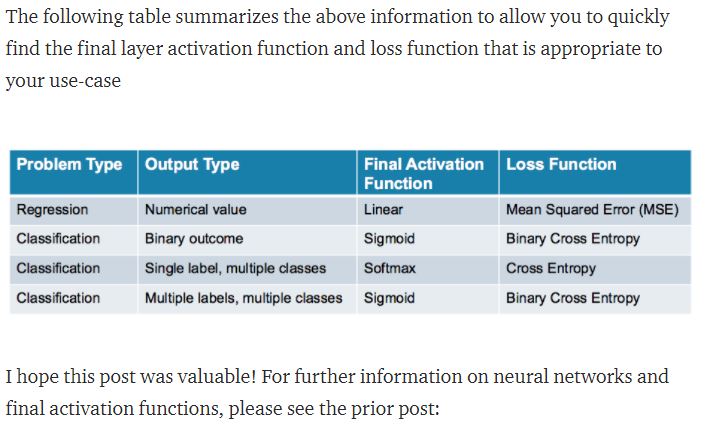 The following table summarizes the above information to allow you to quickly
find the final layer activation function and loss function that is appropriate to
your use-case
Problem Type Output Type Final Activation Function Loss Function
Regression Numerical value Linear Mean Squared Error (MSE)
Classification Binary outcome Sigmoid Binary Cross Entropy
Classification Single label, multiple classes Softmax Cross Entropy
Classification Multiple labels, multiple classes Sigmoid Binary Cross Entropy
I hope this post was valuable! For further information on neural networks and
final activation functions, please see the prior post: